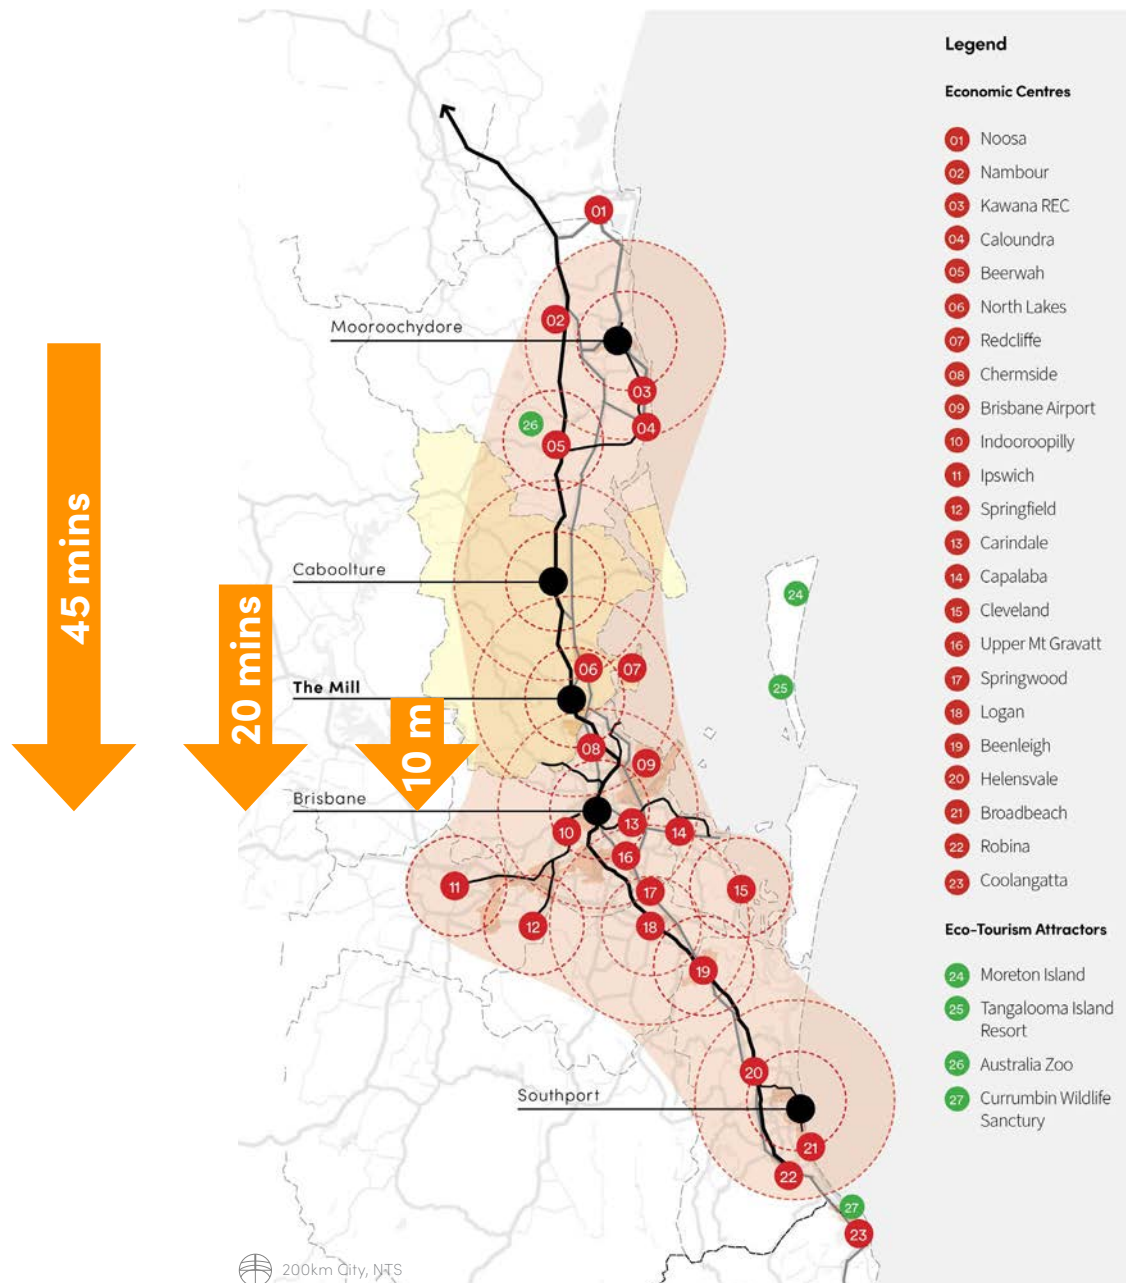 Legend
Economic Centres
01 Noosa
02 Nambour
03 Kawana REC
04 Caloundra
05 Beerwah
06 North Lakes
07 Redcliffe
08 Chermside
09 Brisbane Airport
10 Indooroopilly
11 Ipswich
12 Springfield
13 Carindale
14 Capalaba
15 Cleveland
16 Upper Mt Gravatt
17 Springwood
18 Logan
19 Beenleigh
20 Helensvale
21 Broadbeach
22 Robina
23 Coolangatta
Eco-Tourism Attractors
24 Moreton Island
25 Tangalooma Island
Resort
26 Australia Zoo
27 Currumbin Wildlife
Sanctury
01
02
Mooroochydore
03
26
04
05
45 mins
Caboolture
24
20 mins
06
07
The Mill
25
10 m
08
09
Brisbane
10
13
14
16
11
17
15
12
18
19
20
Southport
21
22
27
23
200km City, NTS